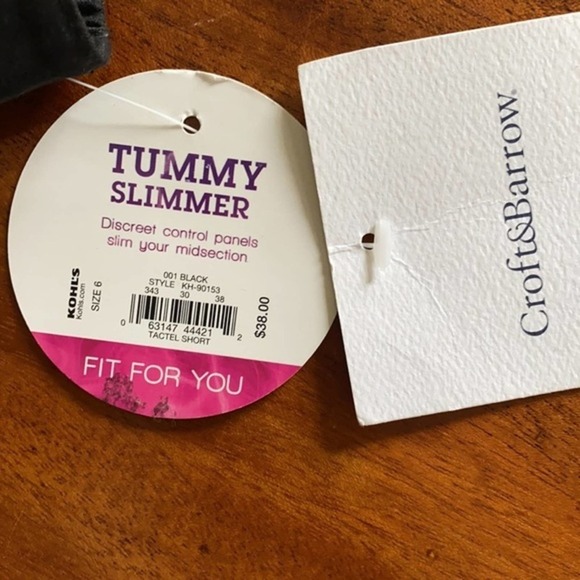 TUMMY
SLIMMER
Discreet control panels
slim your midsection
KOHL'S
Kohls.com
SIZE 6
001 BLACK
STYLE KH-90153
343 30 38
0 63147 44421 2
TACTEL SHORT
$38.00
FIT FOR YOU
Croft&Barrow®